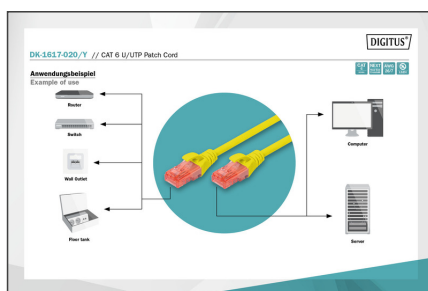 DIGITUS®
DK-1617-020/Y // CAT 6 U/UTP Patch Cord
Anwendungsbeispiel
Example of use
Router
Switch
Wall Outlet
Floor tank
Computer
Server